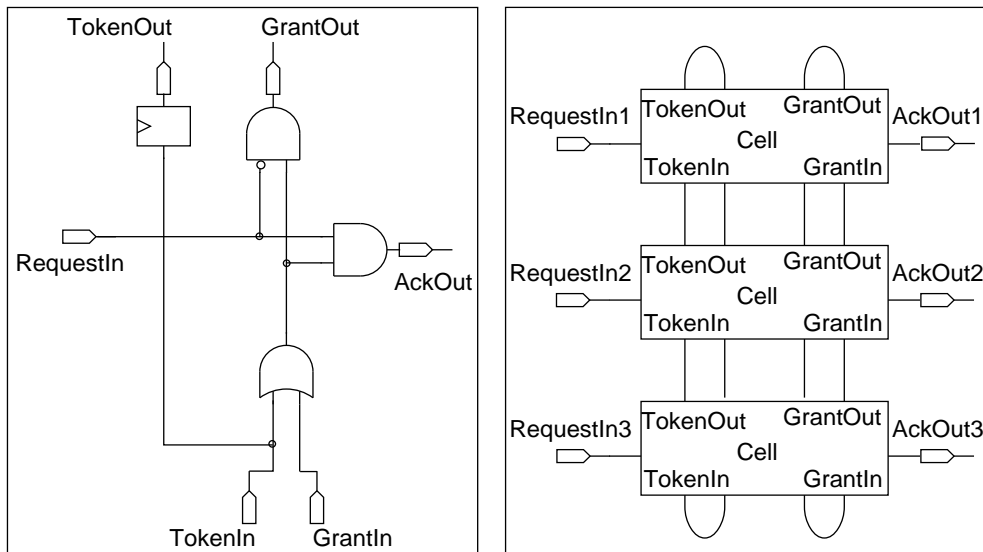 TokenOut GrantOut
RequestIn
AckOut
TokenIn GrantIn
RequestIn1 TokenOut GrantOut AckOut1
Cell
TokenIn GrantIn
RequestIn2 TokenOut GrantOut AckOut2
Cell
TokenIn GrantIn
RequestIn3 TokenOut GrantOut AckOut3
Cell
TokenIn GrantIn